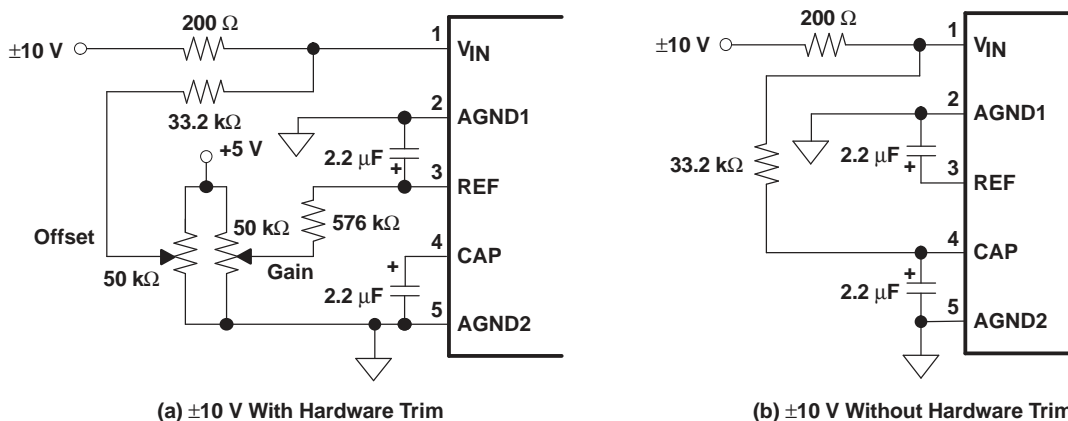 200 Ω
±10 V
1
VIN
33.2 kΩ
2
AGND1
+5 V
2.2 μF
+
3
REF
50 kΩ
576 kΩ
Offset
50 kΩ
Gain
4
CAP
+
2.2 μF
5
AGND2
(a) ±10 V With Hardware Trim
200 Ω
±10 V
1
VIN
2
AGND1
33.2 kΩ
2.2 μF
+
3
REF
4
CAP
+
2.2 μF
5
AGND2
(b) ±10 V Without Hardware Trim